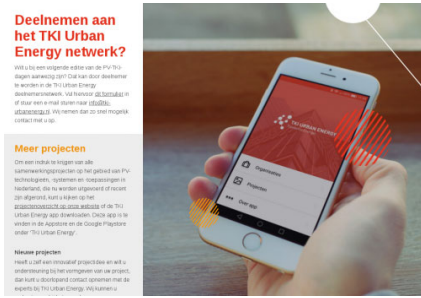 Deelnemen aan
het TKI Urban
Energy netwerk?
Wilt u bij een volgende editie van de PV-TKI-
dagen aanwezig zijn? Dat kan door deelnemer
te worden in de TKI Urban Energy
deelnemersnetwerk. Vul hiervoor dit formulier in
of stuur een e-mail sturen naar info@tki-
urbanenergy.nl. Wij nemen dan zo snel mogelijk
contact met u op.
Meer projecten
Om een indruk te krijgen van alle
samenwerkingsprojecten op het gebied van PV-
technologieën, -systemen en -toepassingen in
Nederland, die nu worden uitgevoerd of recent
zijn afgerond, kunt u kijken op het
projectenoverzicht op onze website of de TKI
Urban Energy app downloaden. Deze app is te
vinden in de Appstore en de Google Playstore
onder 'TKI Urban Energy'.
Nieuwe projecten
Heeft u zelf een innovatief projectidee en wilt u
ondersteuning bij het vormgeven van uw project,
dan kunt u doorlopend contact opnemen met de
experts bij TKI Urban Energy. Wij kunnen u
TKI URBAN ENERGY
Organisaties
Projecten
Over app